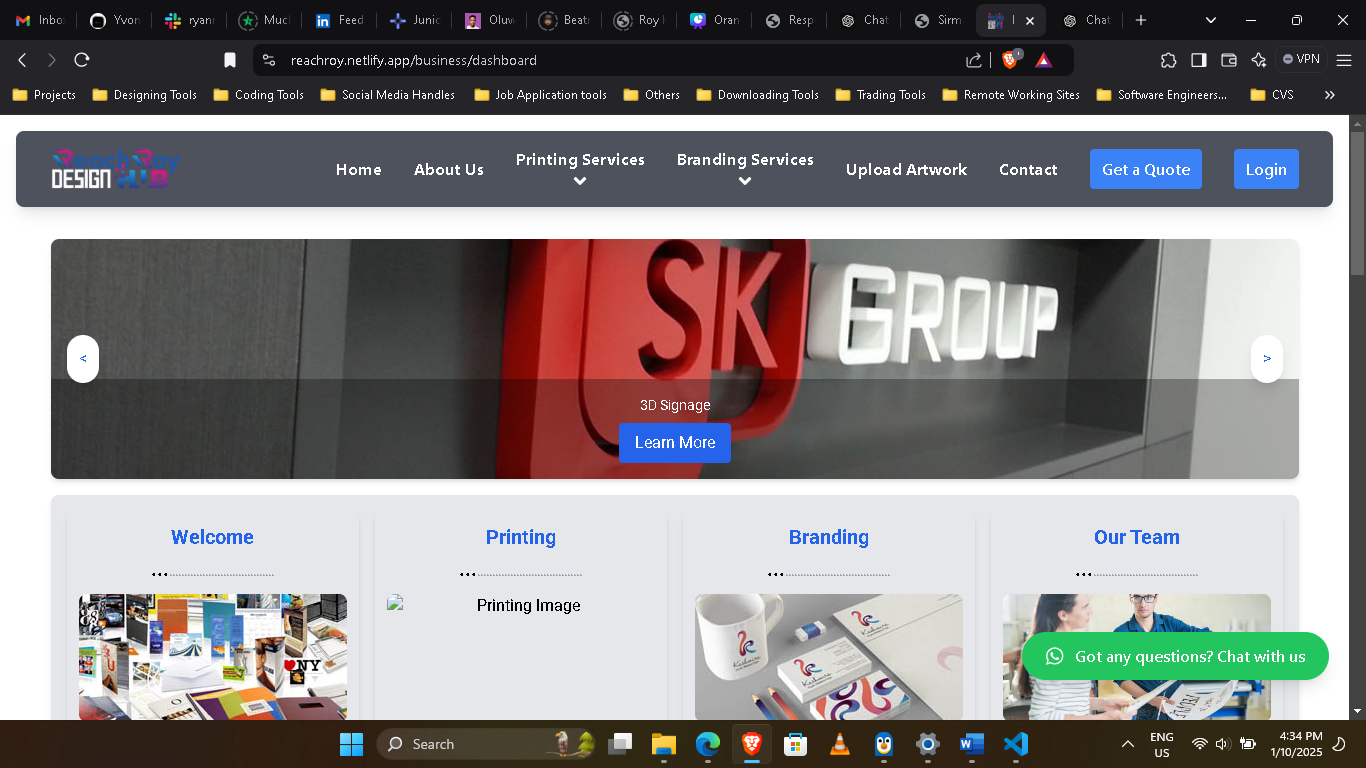 Inbo
Yvon
ryanr
Much
Feed
Junic
Oluw
Beatr
Roy
Oran
Resp
Chat
Sirm
Chat
reachroy.netlify.app/business/dashboard
VPN
Projects
Designing Tools
Coding Tools
Social Media Handles
Job Application tools
Others
Downloading Tools
Trading Tools
Remote Working Sites
Software Engineers...
CVS
ReachRoy
DESIGN HUB
Home
About Us
Printing Services
Branding Services
Upload Artwork
Contact
Get a Quote
Login
SK GROUP
<
>
3D Signage
Learn More
Welcome
Printing
Branding
Our Team
NY
Printing Image
Got any questions? Chat with us
Search
ENG
US
4:34 PM
1/10/2025